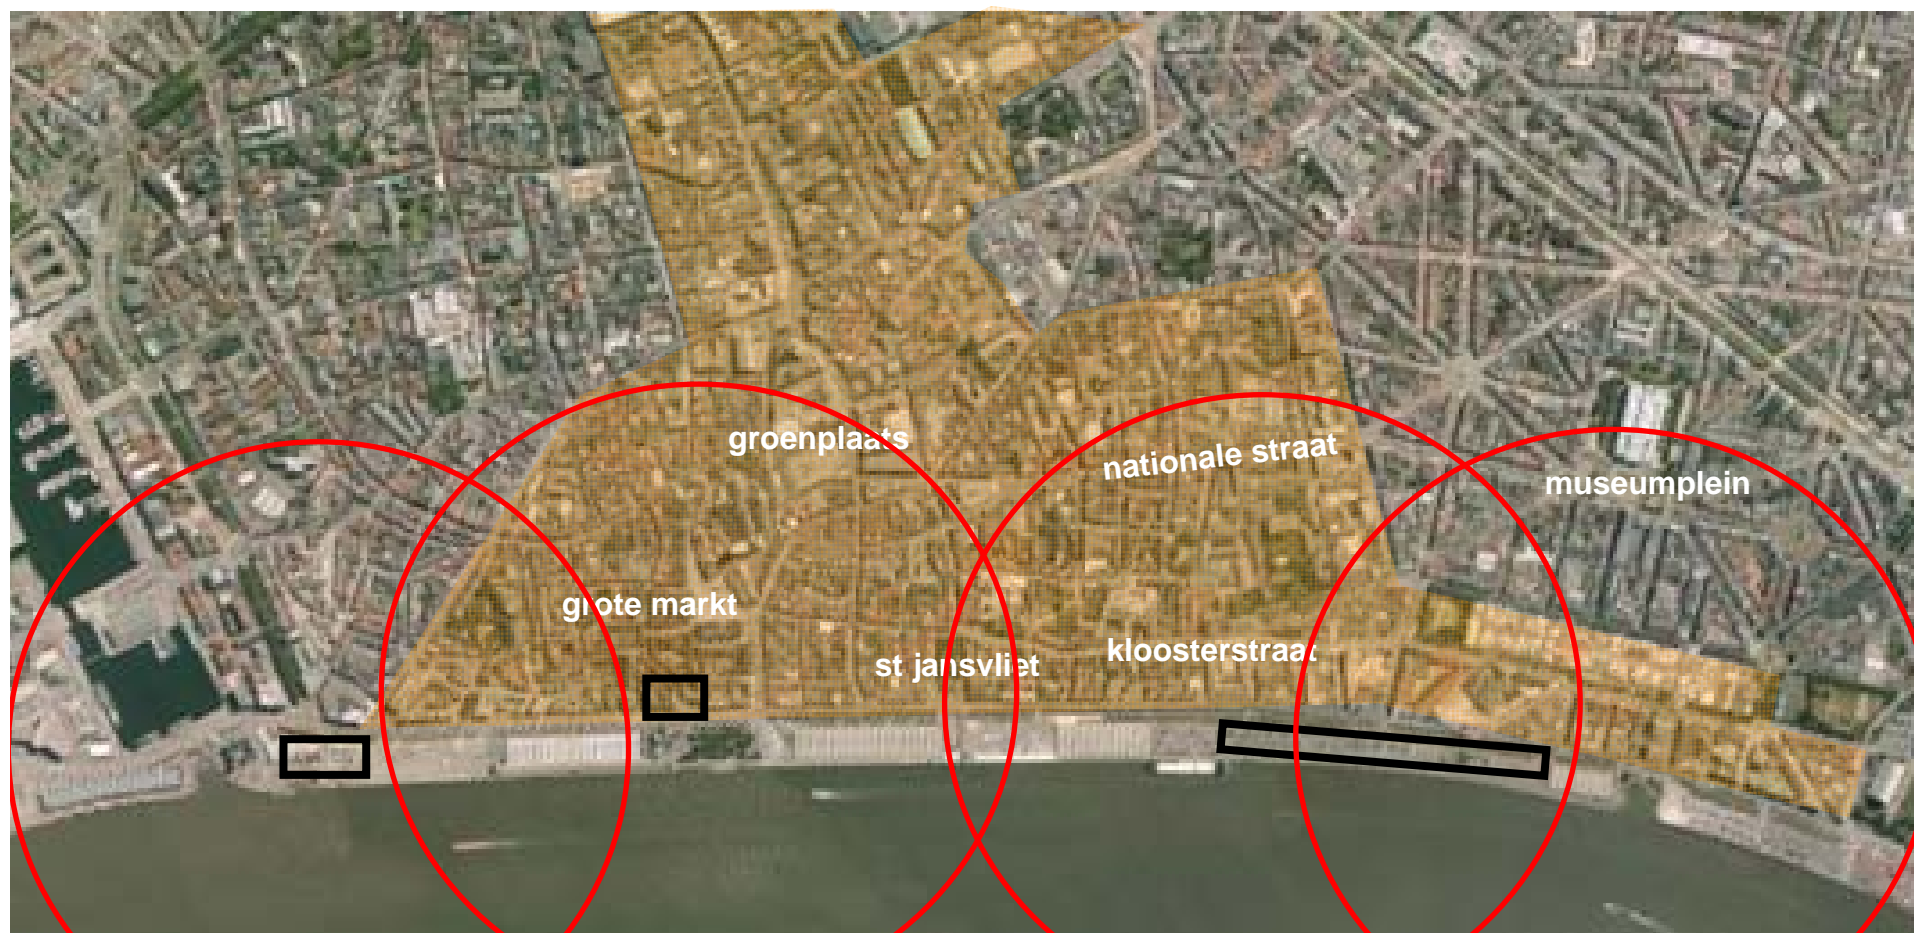 groenplaats
nationale straat
museumplein
grote markt
st jansvliet
kloosterstraat